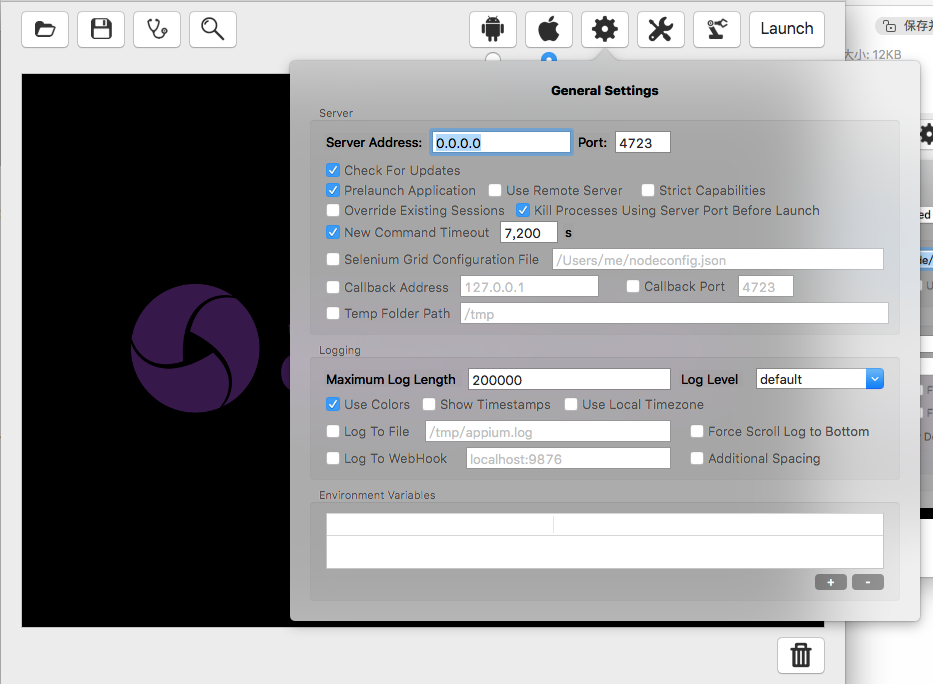 Launch
保存
大小: 12KB
General Settings
Server
Server Address: 0.0.0.0 Port: 4723
Check For Updates
Prelaunch Application Use Remote Server Strict Capabilities
Override Existing Sessions Kill Processes Using Server Port Before Launch
New Command Timeout 7,200 s
Selenium Grid Configuration File /Users/me/nodeconfig.json
Callback Address 127.0.0.1 Callback Port 4723
Temp Folder Path /tmp
Logging
Maximum Log Length 200000 Log Level default
Use Colors Show Timestamps Use Local Timezone
Log To File /tmp/appium.log Force Scroll Log to Bottom
Log To WebHook localhost:9876 Additional Spacing
Environment Variables
+ -